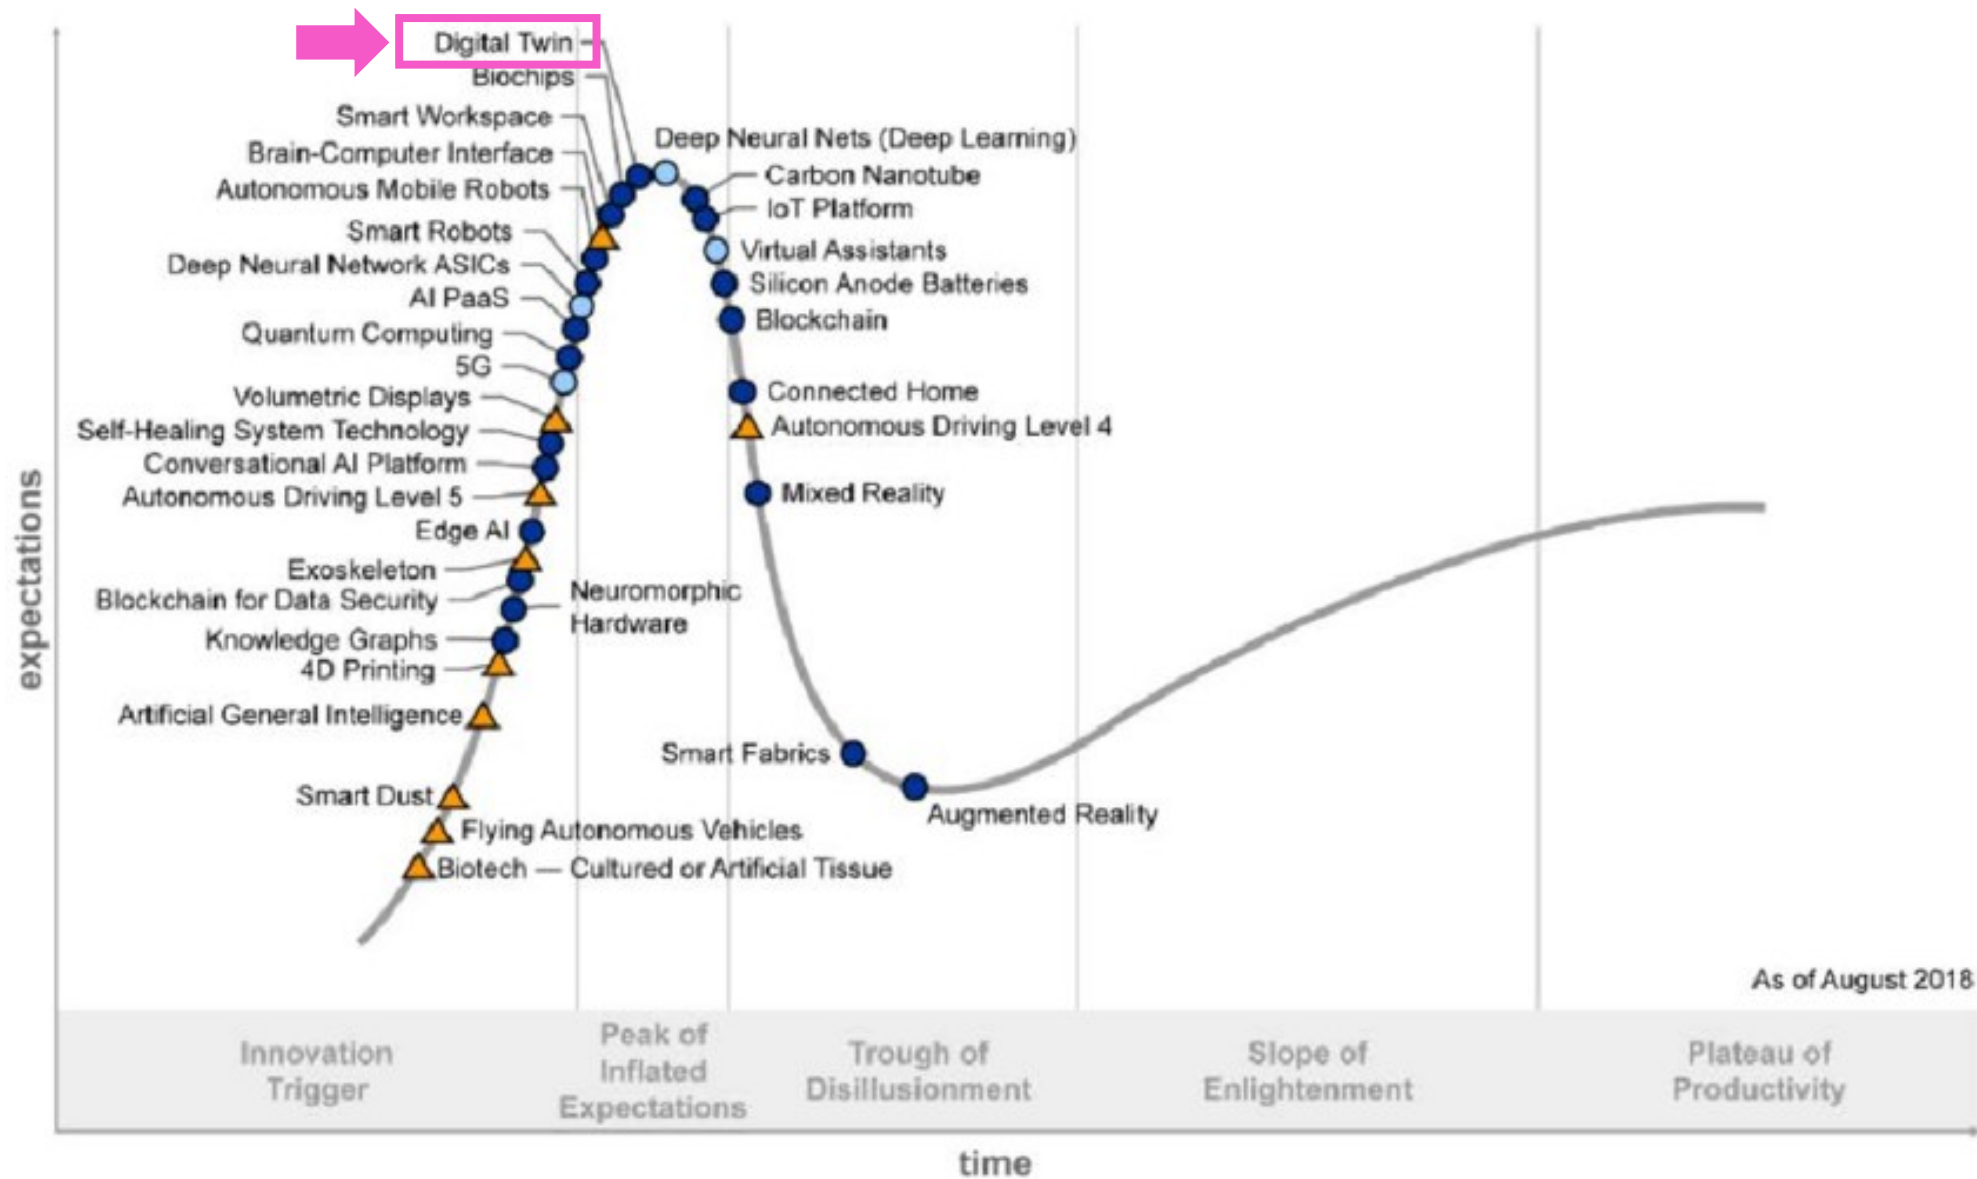 Digital Twin
Biochips
Smart Workspace
Deep Neural Nets (Deep Learning)
Brain-Computer Interface
Carbon Nanotube
Autonomous Mobile Robots
IoT Platform
Smart Robots
Virtual Assistants
Deep Neural Network ASICs
Silicon Anode Batteries
AI PaaS
Blockchain
Quantum Computing
5G
Connected Home
Volumetric Displays
Autonomous Driving Level 4
Self-Healing System Technology
Conversational AI Platform
Mixed Reality
Autonomous Driving Level 5
Edge AI
Exoskeleton
Neuromorphic
Hardware
Blockchain for Data Security
Knowledge Graphs
4D Printing
Artificial General Intelligence
Smart Fabrics
Smart Dust
Augmented Reality
Flying Autonomous Vehicles
Biotech — Cultured or Artificial Tissue
expectations
As of August 2018
Innovation
Trigger
Peak of
Inflated
Expectations
Trough of
Disillusionment
Slope of
Enlightenment
Plateau of
Productivity
time